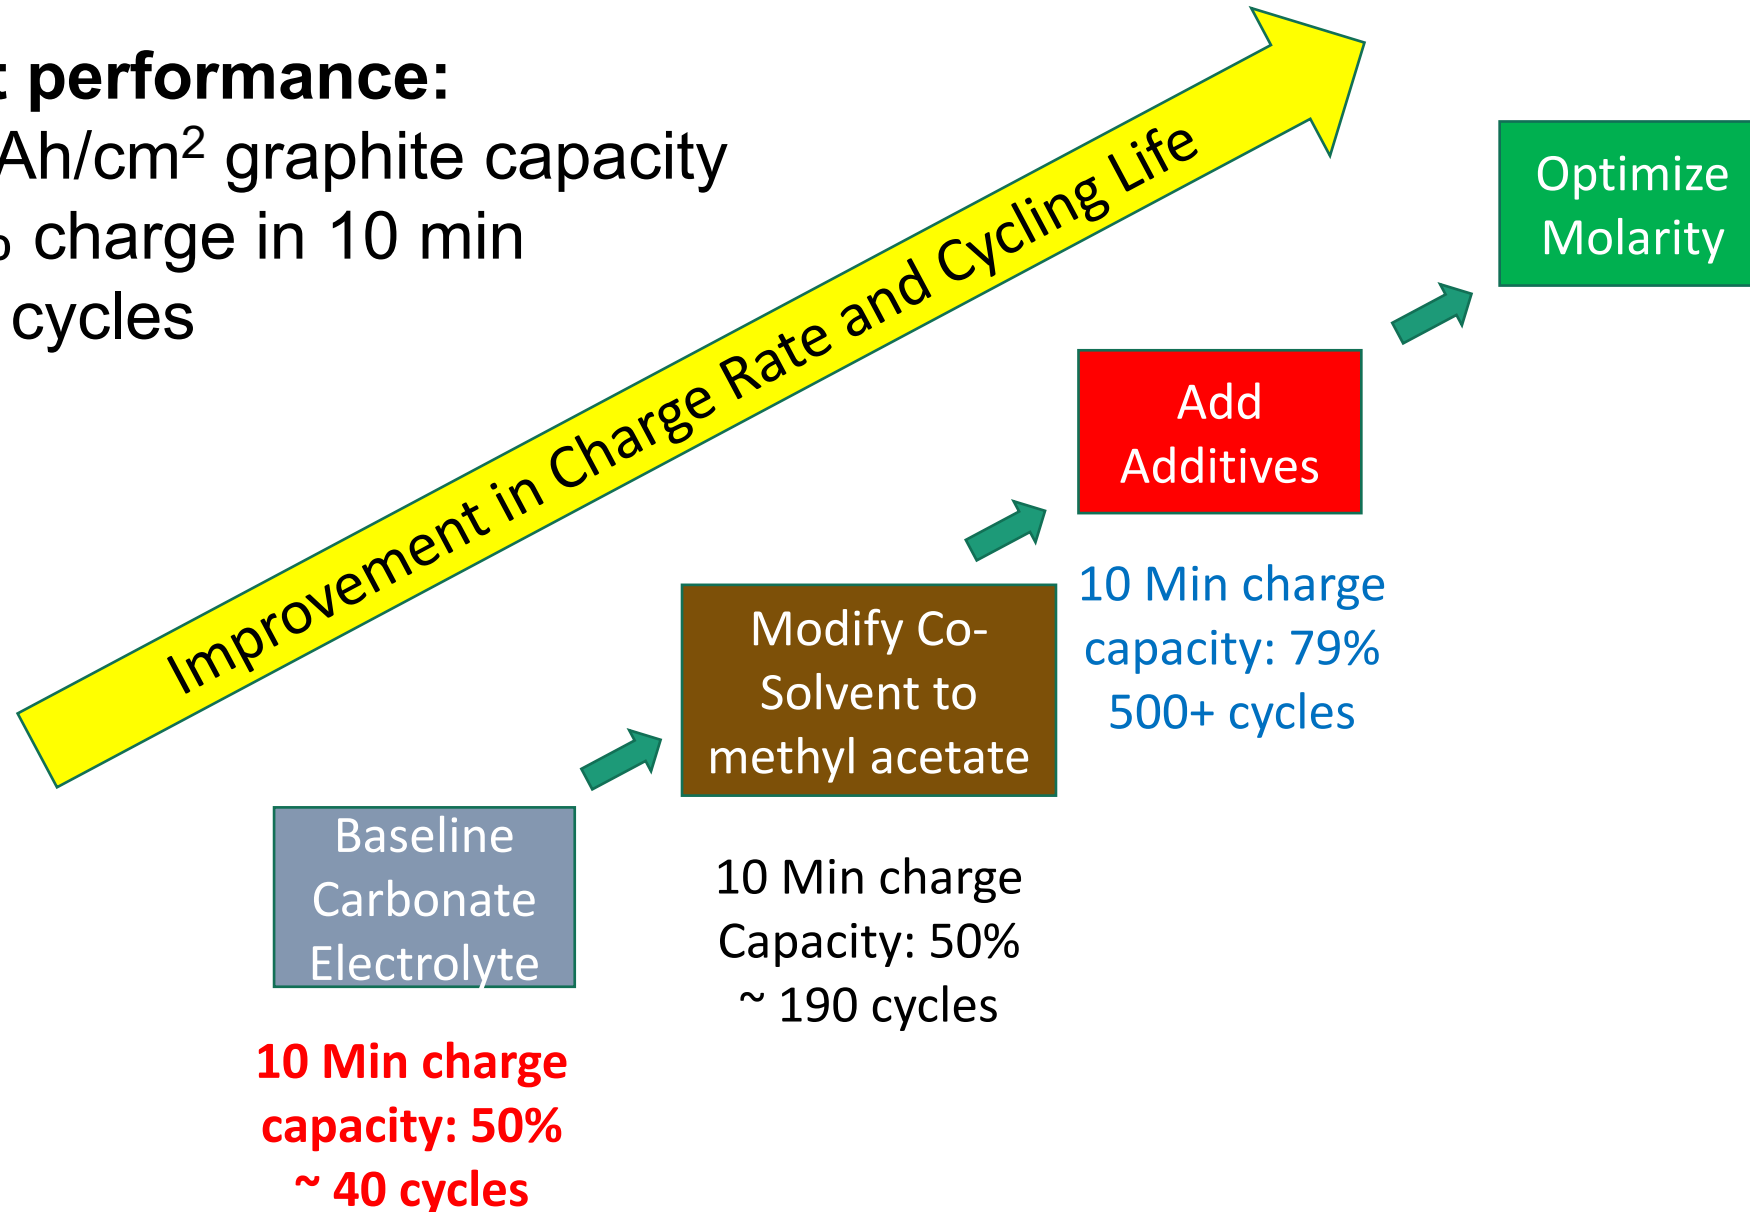 performance:
Ah/cm² graphite capacity
% charge in 10 min
cycles
Improvement in Charge Rate and Cycling Life
Optimize
Molarity
Add
Additives
10 Min charge
capacity: 79%
500+ cycles
Modify Co-
Solvent to
methyl acetate
10 Min charge
Capacity: 50%
~ 190 cycles
Baseline
Carbonate
Electrolyte
10 Min charge
capacity: 50%
~ 40 cycles